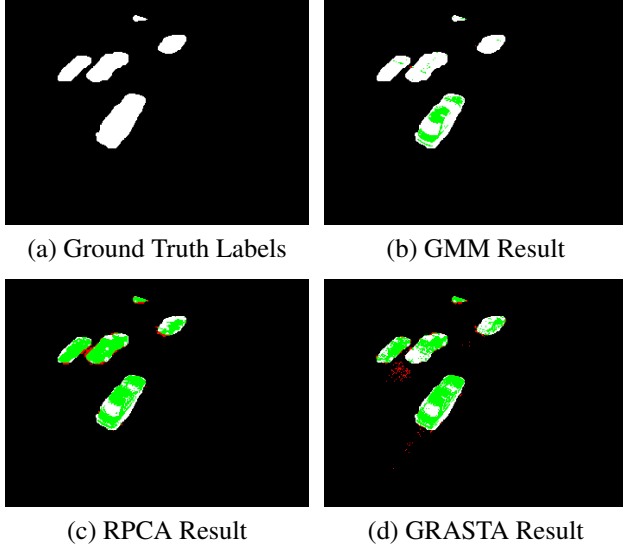 (a) Ground Truth Labels
(b) GMM Result
(c) RPCA Result
(d) GRASTA Result